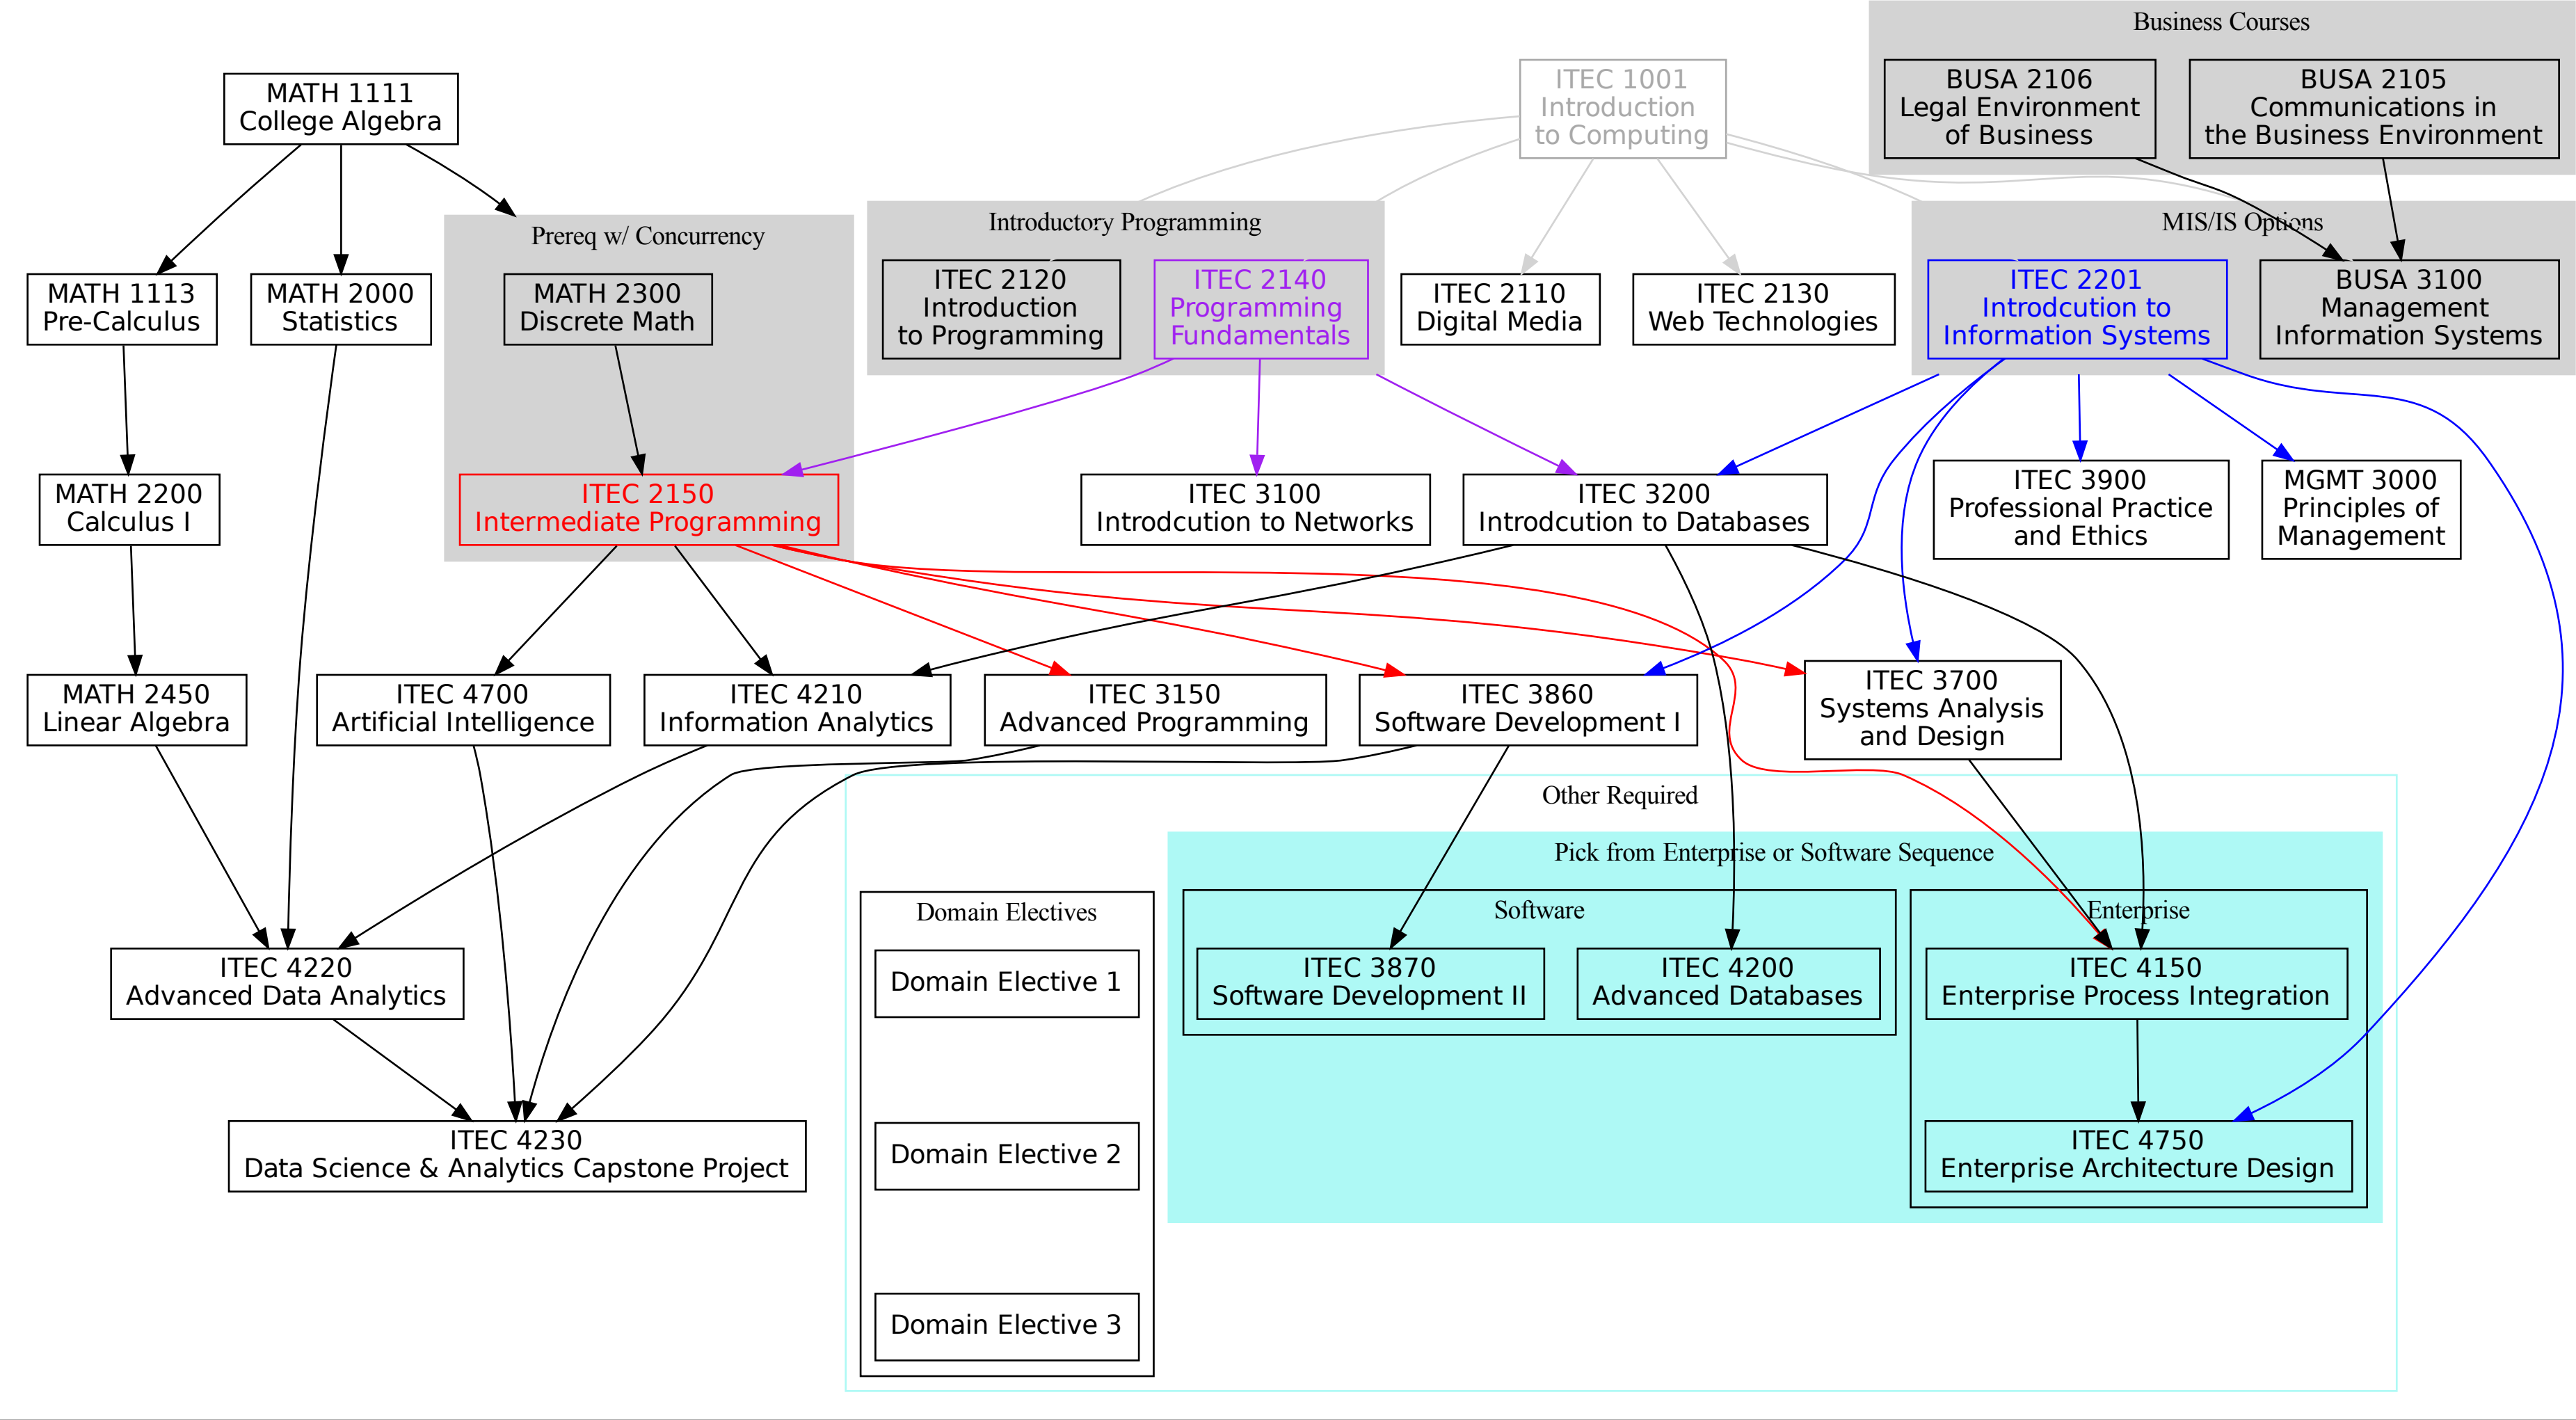 Business Courses
MATH 1111
College Algebra
ITEC 1001
Introduction
to Computing
BUSA 2106
Legal Environment
of Business
BUSA 2105
Communications in
the Business Environment
Prereq w/ Concurrency
Introductory Programming
MIS/IS Options
MATH 1113
Pre-Calculus
MATH 2000
Statistics
MATH 2300
Discrete Math
ITEC 2120
Introduction
to Programming
ITEC 2140
Programming
Fundamentals
ITEC 2110
Digital Media
ITEC 2130
Web Technologies
ITEC 2201
Introdcution to
Information Systems
BUSA 3100
Management
Information Systems
MATH 2200
Calculus I
ITEC 2150
Intermediate Programming
ITEC 3100
Introdcution to Networks
ITEC 3200
Introdcution to Databases
ITEC 3900
Professional Practice
and Ethics
MGMT 3000
Principles of
Management
MATH 2450
Linear Algebra
ITEC 4700
Artificial Intelligence
ITEC 4210
Information Analytics
ITEC 3150
Advanced Programming
ITEC 3860
Software Development I
ITEC 3700
Systems Analysis
and Design
Other Required
Pick from Enterprise or Software Sequence
Domain Electives
Software
Enterprise
ITEC 4220
Advanced Data Analytics
Domain Elective 1
ITEC 3870
Software Development II
ITEC 4200
Advanced Databases
ITEC 4150
Enterprise Process Integration
ITEC 4230
Data Science & Analytics Capstone Project
Domain Elective 2
ITEC 4750
Enterprise Architecture Design
Domain Elective 3